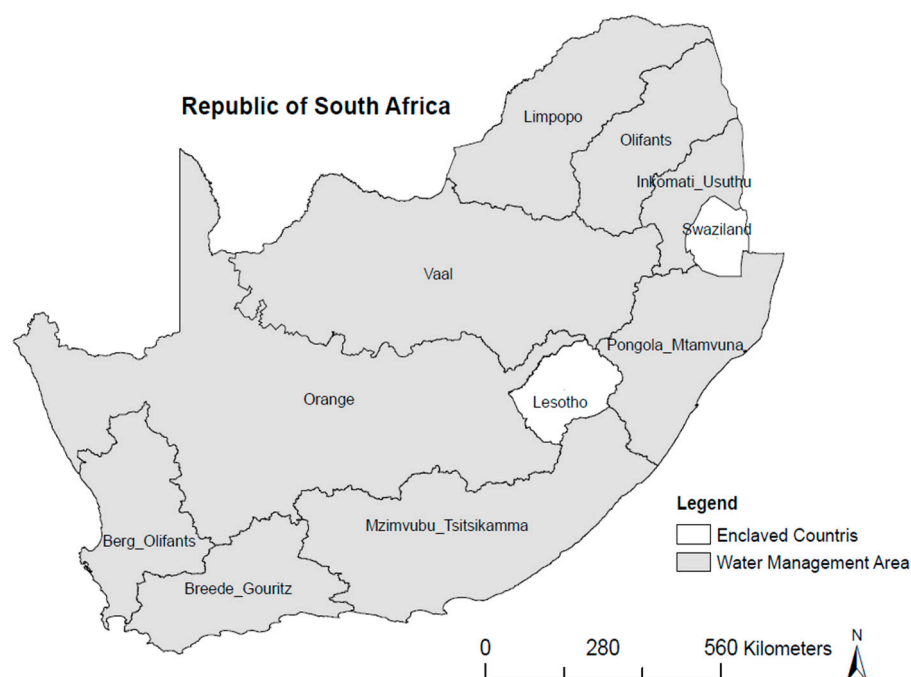 Republic of South Africa
Limpopo
Olifants
Inkomati_Usuthu
Swaziland
Vaal
Pongola_Mtamvuna
Orange
Lesotho
Mzimvubu_Tsitsikamma
Berg_Olifants
Breede_Gouritz
Legend
Enclaved Countris
Water Management Area
0 280 560 Kilometers
N